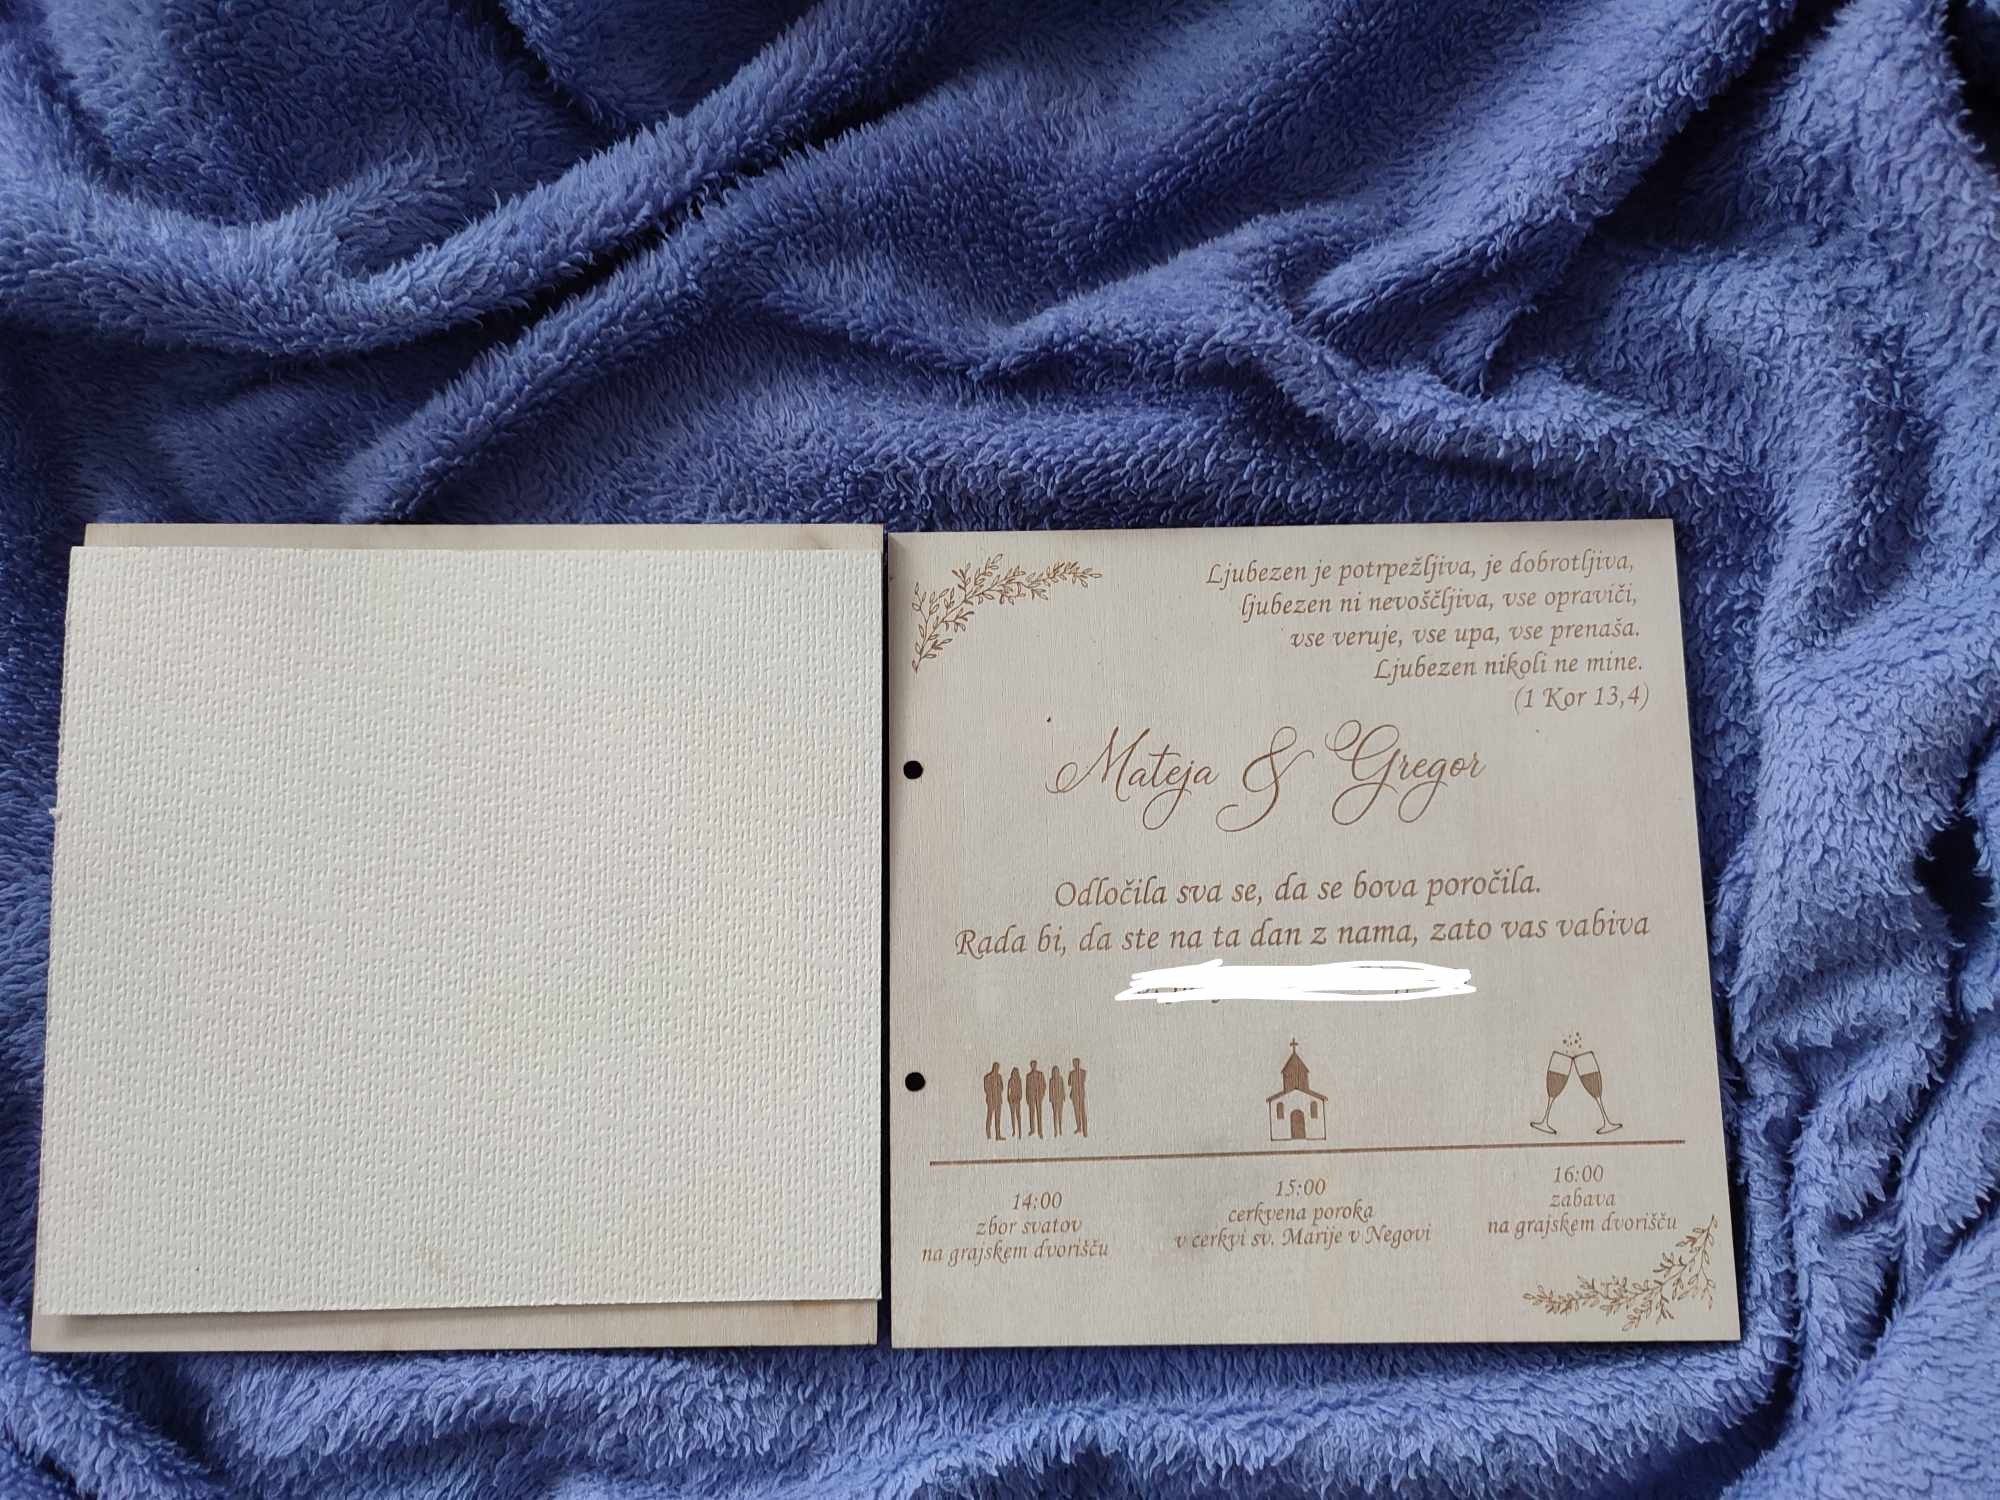 Ljubezen je potrpežljiva, je dobrotljiva,
ljubezen ni nevoščljiva, vse opraviči,
vse veruje, vse upa, vse prenaša.
Ljubezen nikoli ne mine.
(1 Kor 13,4)
Mateja & Gregor
Odločila sva se, da se bova poročila.
Rada bi, da ste na ta dan z nama, zato vas vabiva
14:00
zbor svatov
na grajskem dvorišču
15:00
cerkvena poroka
v cerkvi sv. Marije v Negovi
16:00
zabava
na grajskem dvorišču